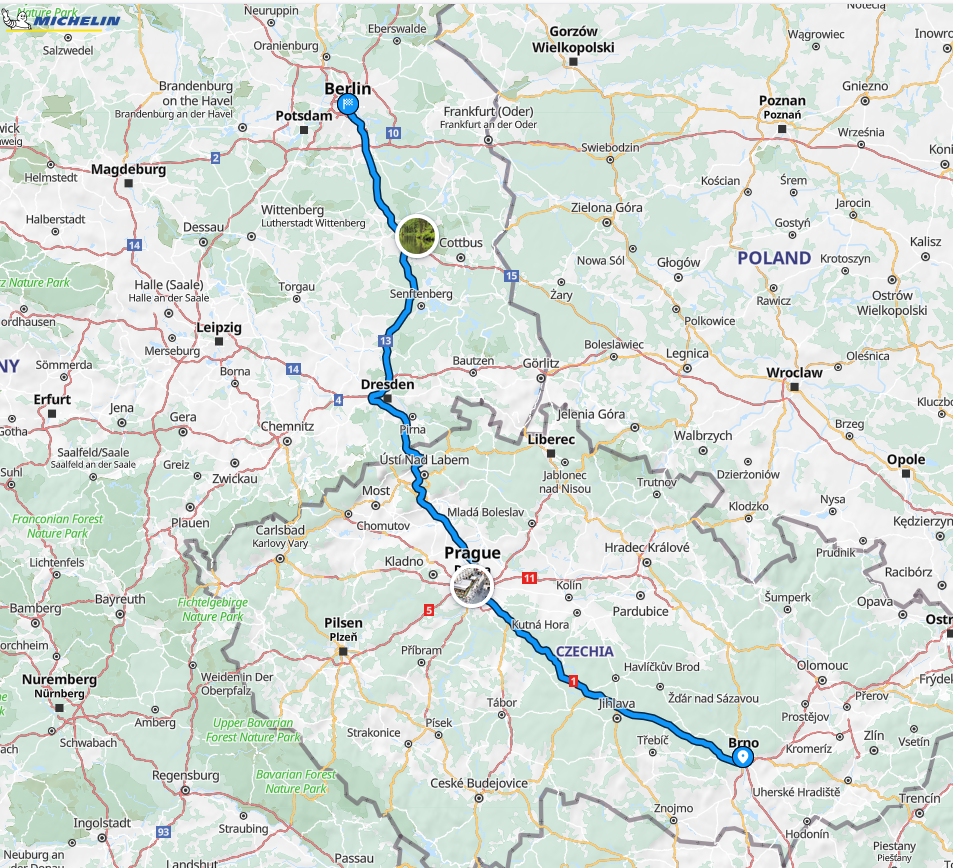 Nature Park
MICHELIN
Salzwedel
Neuruppin
Oranienburg
Eberswalde
Gorzów
Wielkopolski
Wągrowiec
Notecią
Inowro
Brandenburg
on the Havel
Brandenburg an der Havel
Berlin
Potsdam
10
Frankfurt (Oder)
Frankfurt an der Oder
Poznan
Poznań
Gniezno
Września
Koni
wick
hweig
Helmstedt
2
Magdeburg
Swiebodzin
Kościan
Śrem
Jarocin
Halberstadt
Dessau
Wittenberg
Lutherstadt Wittenberg
Zielona Góra
Gostyń
14
Cottbus
Nowa Sól
POLAND
Krotoszyn
Kalisz
rz Nature Park
Halle (Saale)
Halle an der Saale
Torgau
Senftenberg
15
Żary
Głogów
Rawicz
Ostrów
Wielkopolski
ordhausen
Leipzig
Merseburg
13
Polkowice
NY
Sömmerda
Borna
14
Bautzen
Görlitz
Boleslawiec
Legnica
Wroclaw
Oleśnica
Erfurt
Jena
Gera
4
Dresden
Gotha
Chemnitz
Pirna
Jelenia Góra
Brzeg
Kluczbo
Saalfeld/Saale
Saalfeld an der Saale
Greiz
Zwickau
Liberec
Wałbrzych
Suhl
Ústí Nad Labem
Jablonec
nad Nisou
Trutnov
Dzierżoniów
Opole
Franconian Forest
Nature Park
Plauen
Most
Chomutov
Mladá Boleslav
Kłodzko
Nysa
Kędzierzyn
Carlsbad
Karlovy Vary
Lichtenfels
Prague
Kladno
Hradec Králové
Prudnik
Racibórz
Bamberg
Bayreuth
Fichtelgebirge
Nature Park
11
Kolín
Pardubice
Šumperk
Opava
5
Kutná Hora
Ostr
orchheim
Pilsen
Plzeň
Příbram
CZECHIA
Nuremberg
Nürnberg
Weiden in Der
Oberpfalz
Havlíčkův Brod
Olomouc
Frýdek
1
Žďár nad Sázavou
Přerov
Amberg
Schwabach
ach
Upper Bavarian
Forest Nature Park
Tábor
Jihlava
Prostějov
Písek
Strakonice
Třebíč
Brno
Kroměríz
Zlín
Vsetín
Regensburg
Bavarian Forest
Nature Park
Ceské Budejovice
Uherské Hradiště
Znojmo
Trenčín
Ingolstadt
93
Straubing
Hodonín
Piestany
Piešťany
Neuburg an
der Donau
Landshut
Passau